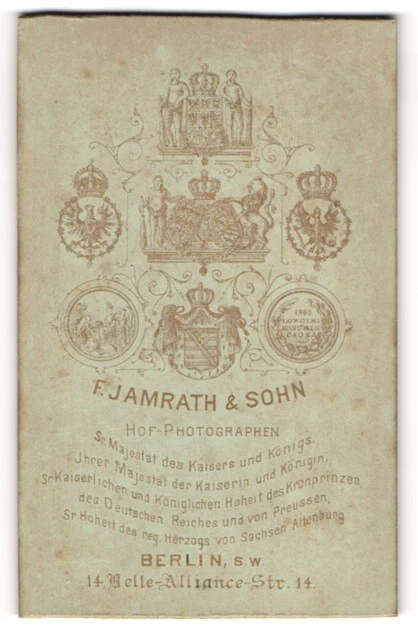 1865
LONDINI
F. JAMRATH & SOHN
HOF-PHOTOGRAPHEN
Sr Majestät des Kaisers und Königs.
Jhrer Majestät der Kaiserin und Königin,
Sr Kaiserlichen und Königlichen Hoheit des Kronprinzen
des Deutschen Reiches und von Preussen,
Sr Hoheit des reg. Herzogs von Sachsen Altenburg
BERLIN, S.W.
14. Belle-Alliance-Str. 14.